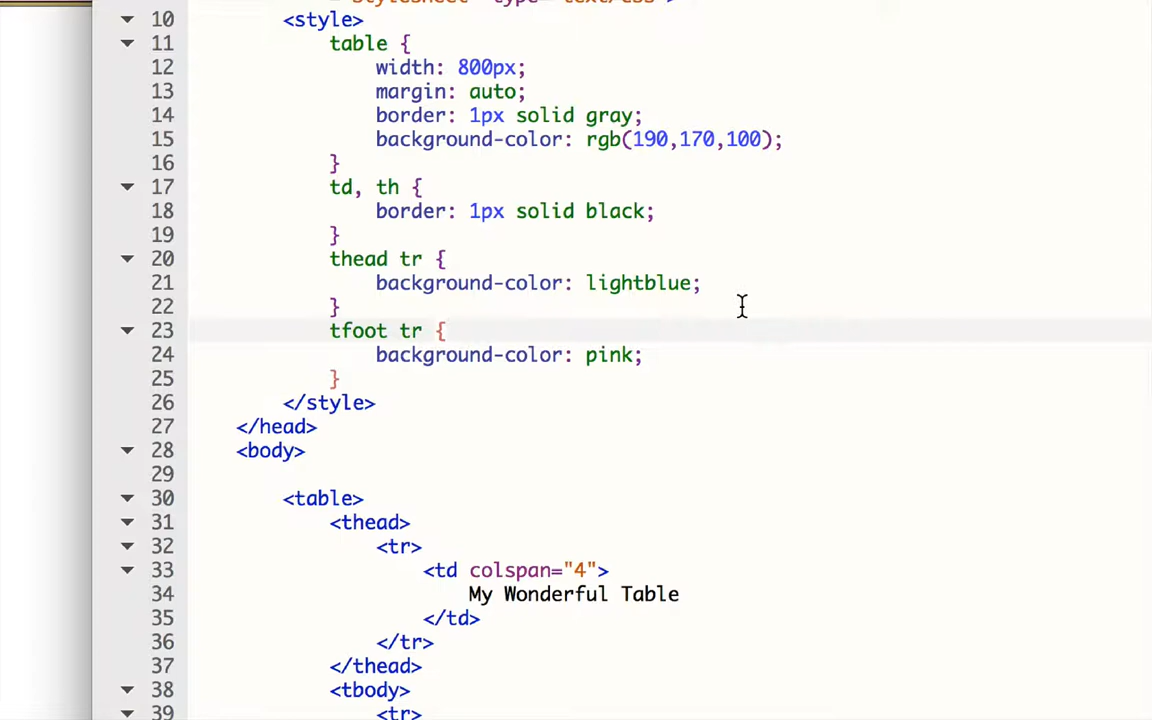 10 <style>
11 table {
12 width: 800px;
13 margin: auto;
14 border: 1px solid gray;
15 background-color: rgb(190,170,100);
16 }
17 td, th {
18 border: 1px solid black;
19 }
20 thead tr {
21 background-color: lightblue;
22 }
23 tfoot tr {
24 background-color: pink;
25 }
26 </style>
27 </head>
28 <body>
29
30 <table>
31 <thead>
32 <tr>
33 <td colspan="4">
34 My Wonderful Table
35 </td>
36 </tr>
37 </thead>
38 <tbody>
39 <tr>